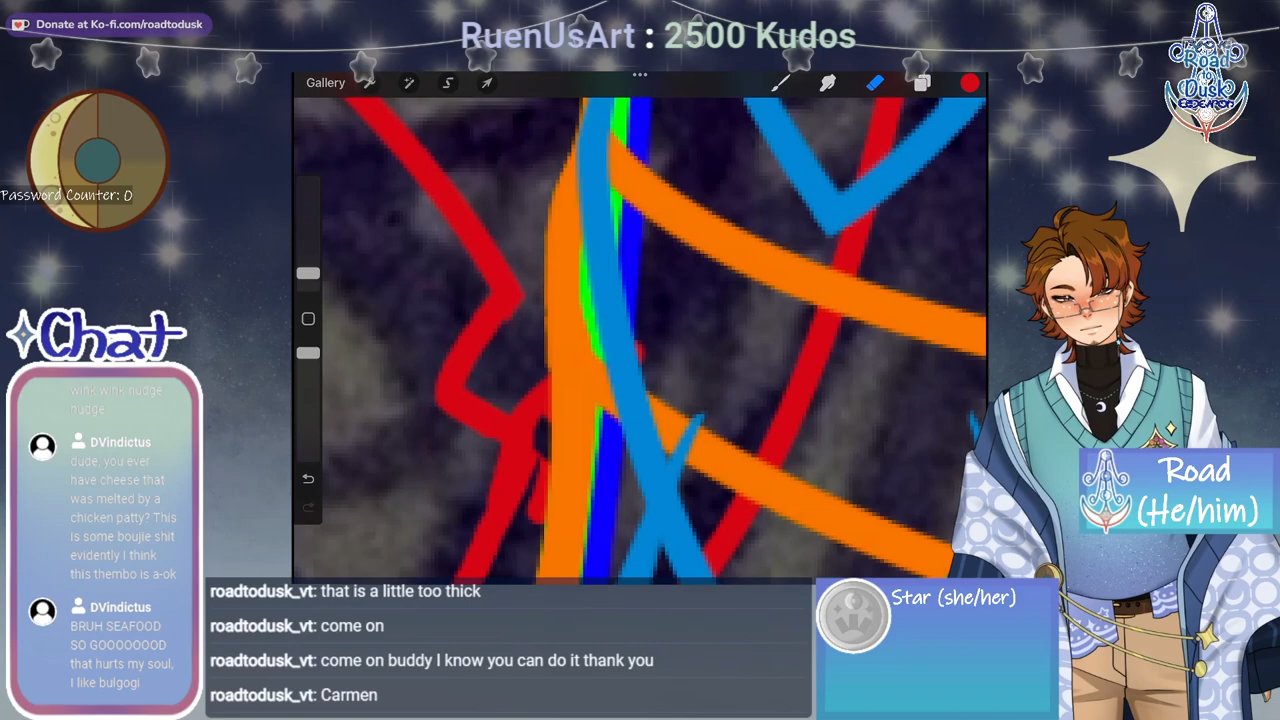 Donate at Ko-fi.com/roadtodusk
RuenUsArt : 2500 Kudos
Road
to
Dusk
Gallery
Password Counter: 0
Chat
wink wink nudge
nudge
DVindictus
dude, you ever
have cheese that
was melted by a
chicken patty? This
is some boujie shit
evidently I think
this thembo is a-ok
DVindictus
BRUH SEAFOOD
SO GOOOOOOOD
that hurts my soul,
I like bulgogi
roadtodusk_vt: that is a little too thick
roadtodusk_vt: come on
roadtodusk_vt: come on buddy I know you can do it thank you
roadtodusk_vt: Carmen
Star (she/her)
Road
(He/him)